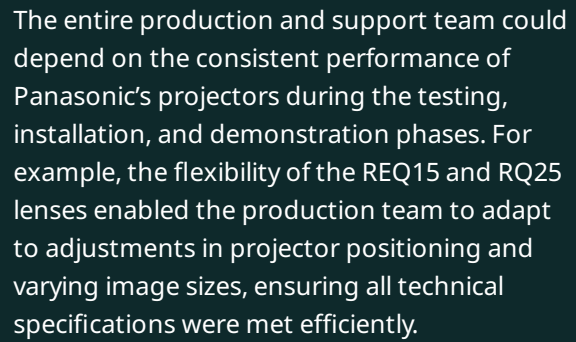 The entire production and support team could
depend on the consistent performance of
Panasonic’s projectors during the testing,
installation, and demonstration phases. For
example, the flexibility of the REQ15 and RQ25
lenses enabled the production team to adapt
to adjustments in projector positioning and
varying image sizes, ensuring all technical
specifications were met efficiently.